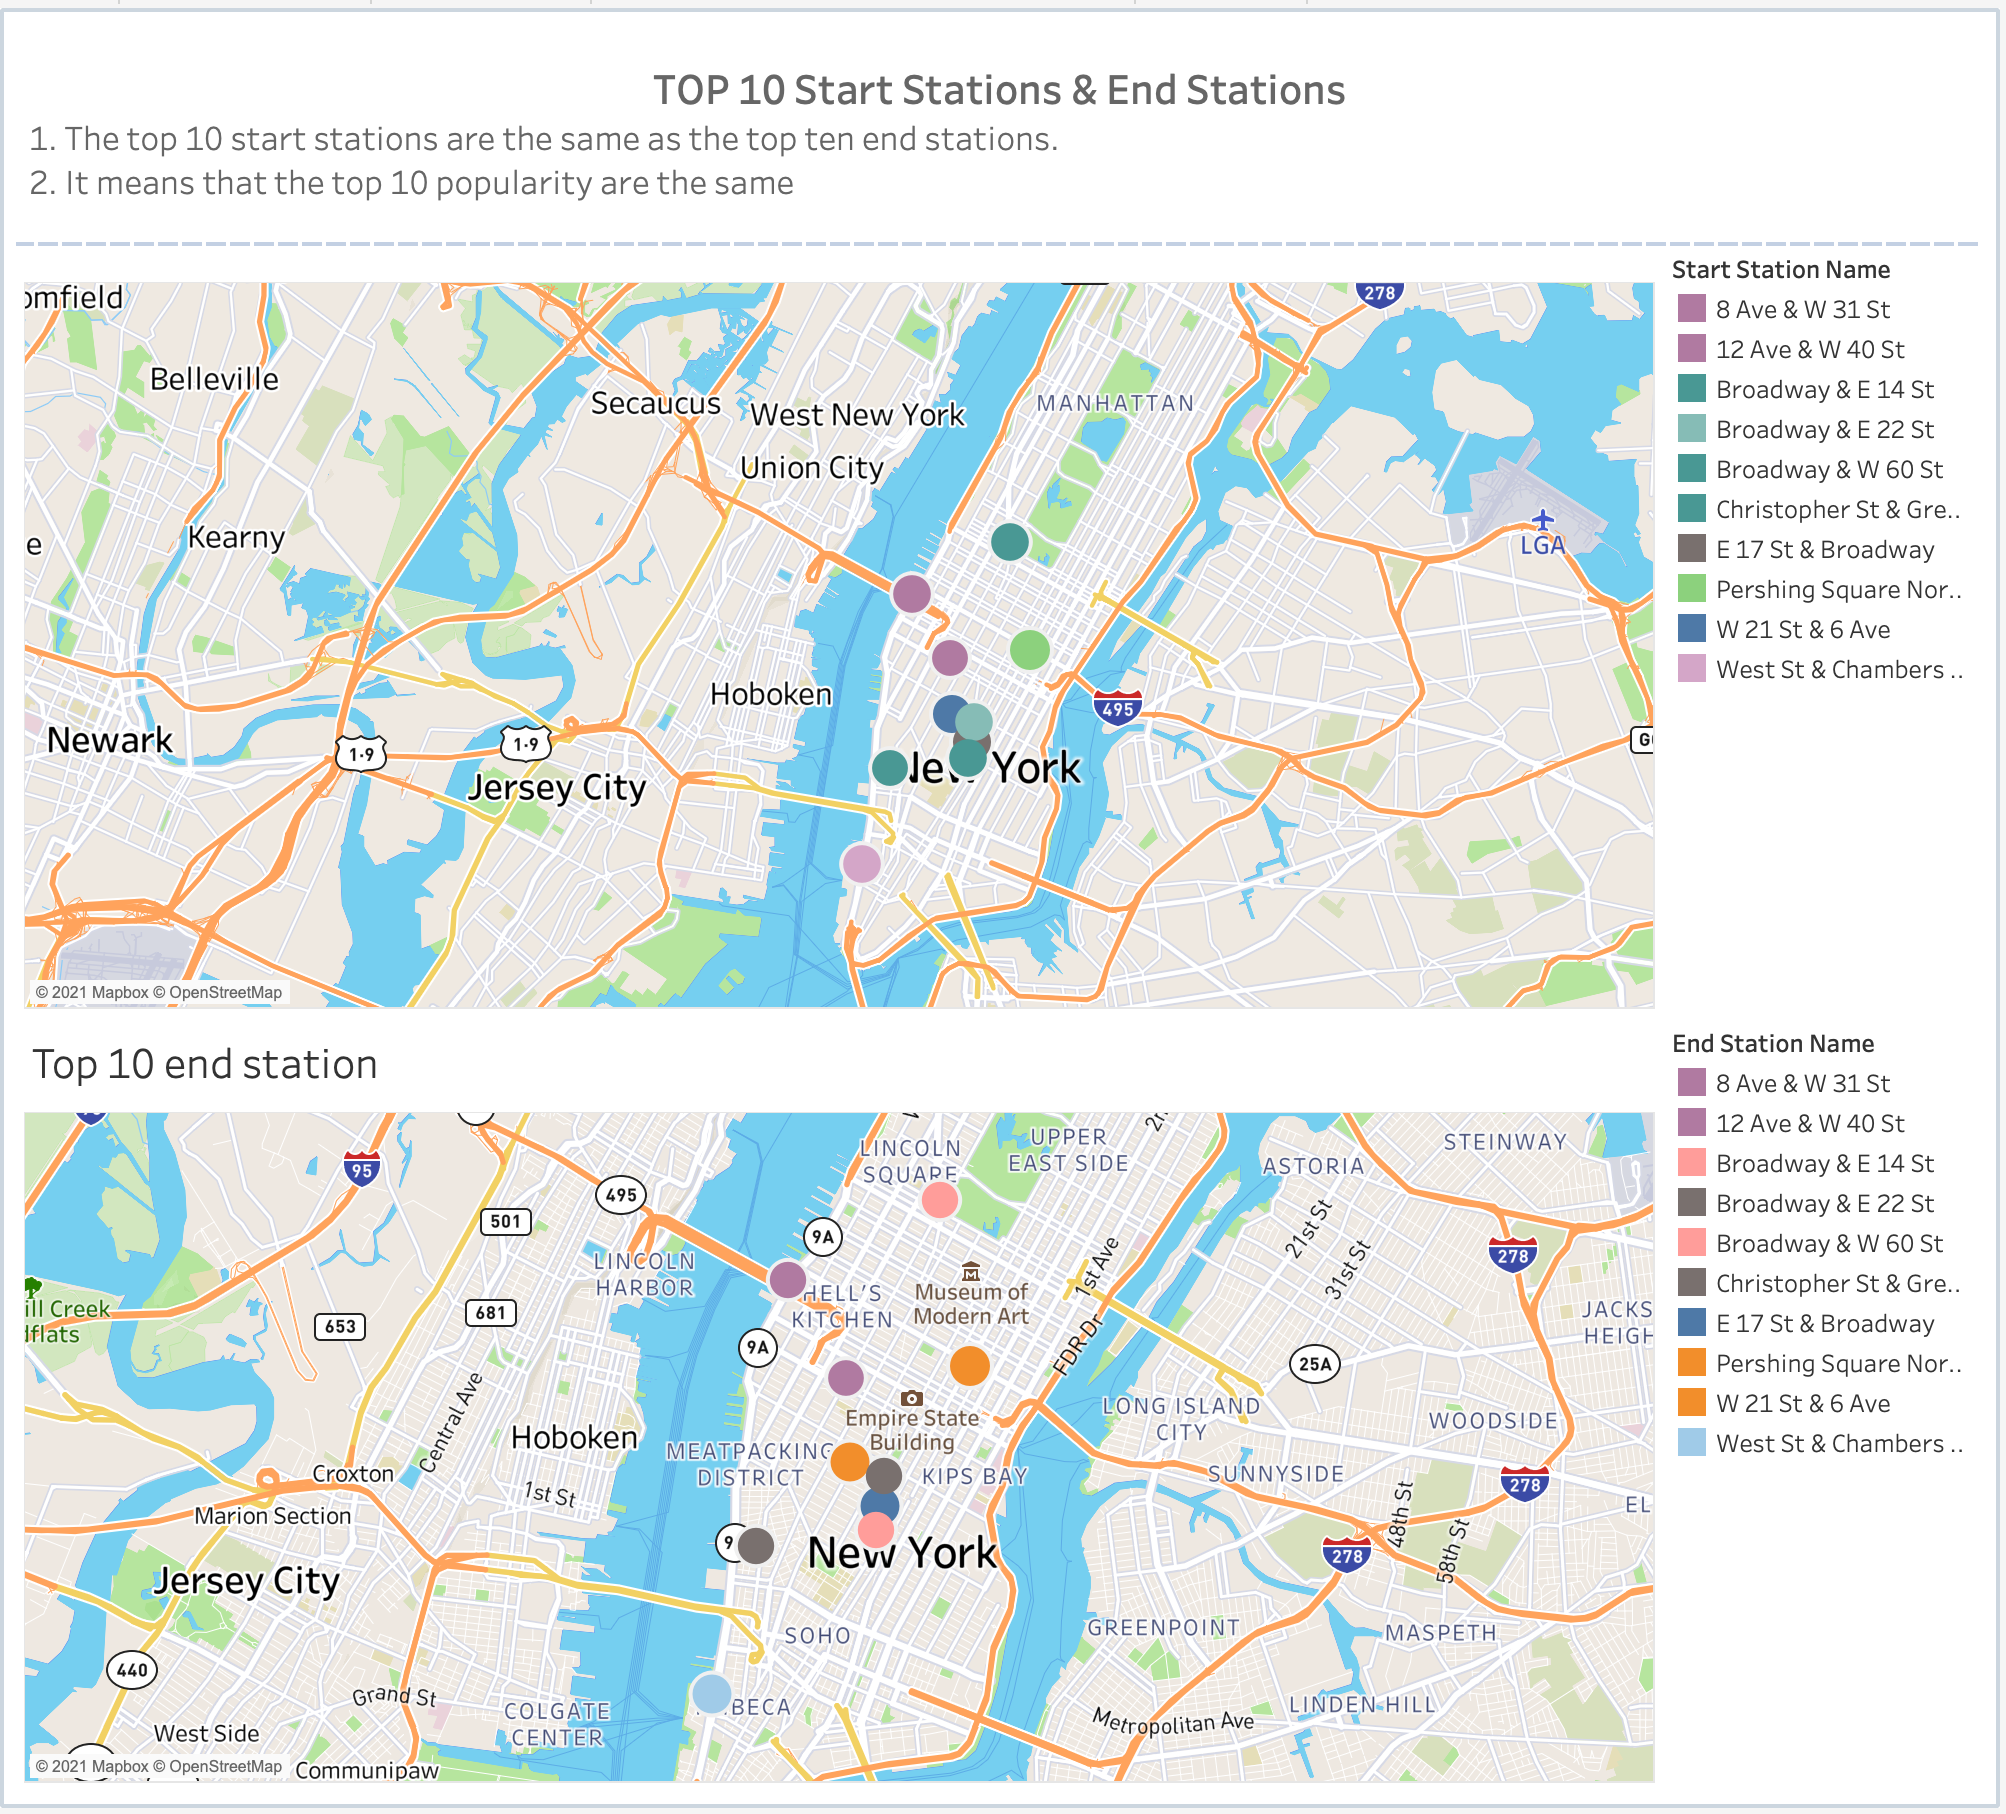 TOP 10 Start Stations & End Stations
1. The top 10 start stations are the same as the top ten end stations.
2. It means that the top 10 popularity are the same
Start Station Name
8 Ave & W 31 St
12 Ave & W 40 St
Broadway & E 14 St
Broadway & E 22 St
Broadway & W 60 St
Christopher St & Gre..
E 17 St & Broadway
Pershing Square Nor..
W 21 St & 6 Ave
West St & Chambers ..
omfield
278
Belleville
Secaucus
MANHATTAN
West New York
Union City
Kearny
e
LGA
Hoboken
495
Newark
1-9
1-9
New York
Jersey City
© 2021 Mapbox © OpenStreetMap
Top 10 end station
End Station Name
8 Ave & W 31 St
12 Ave & W 40 St
Broadway & E 14 St
Broadway & E 22 St
Broadway & W 60 St
Christopher St & Gre..
E 17 St & Broadway
Pershing Square Nor..
W 21 St & 6 Ave
West St & Chambers ..
LINCOLN
SQUARE
UPPER
EAST SIDE
STEINWAY
ASTORIA
95
495
501
9A
21st St
31st St
278
LINCOLN
HARBOR
1st Ave
HELL'S
KITCHEN
Museum of
Modern Art
ill Creek
dflats
653
681
JACKS
HEIGH
9A
FDR Dr
25A
Central Ave
Empire State
Building
LONG ISLAND
CITY
WOODSIDE
Hoboken
MEATPACKING
DISTRICT
KIPS BAY
SUNNYSIDE
Croxton
278
1st St
48th St
EL
Marion Section
9
New York
278
58th St
Jersey City
SOHO
GREENPOINT
MASPETH
440
Grand St
COLGATE
CENTER
BECA
LINDEN HILL
Metropolitan Ave
West Side
© 2021 Mapbox © OpenStreetMap
Communipaw